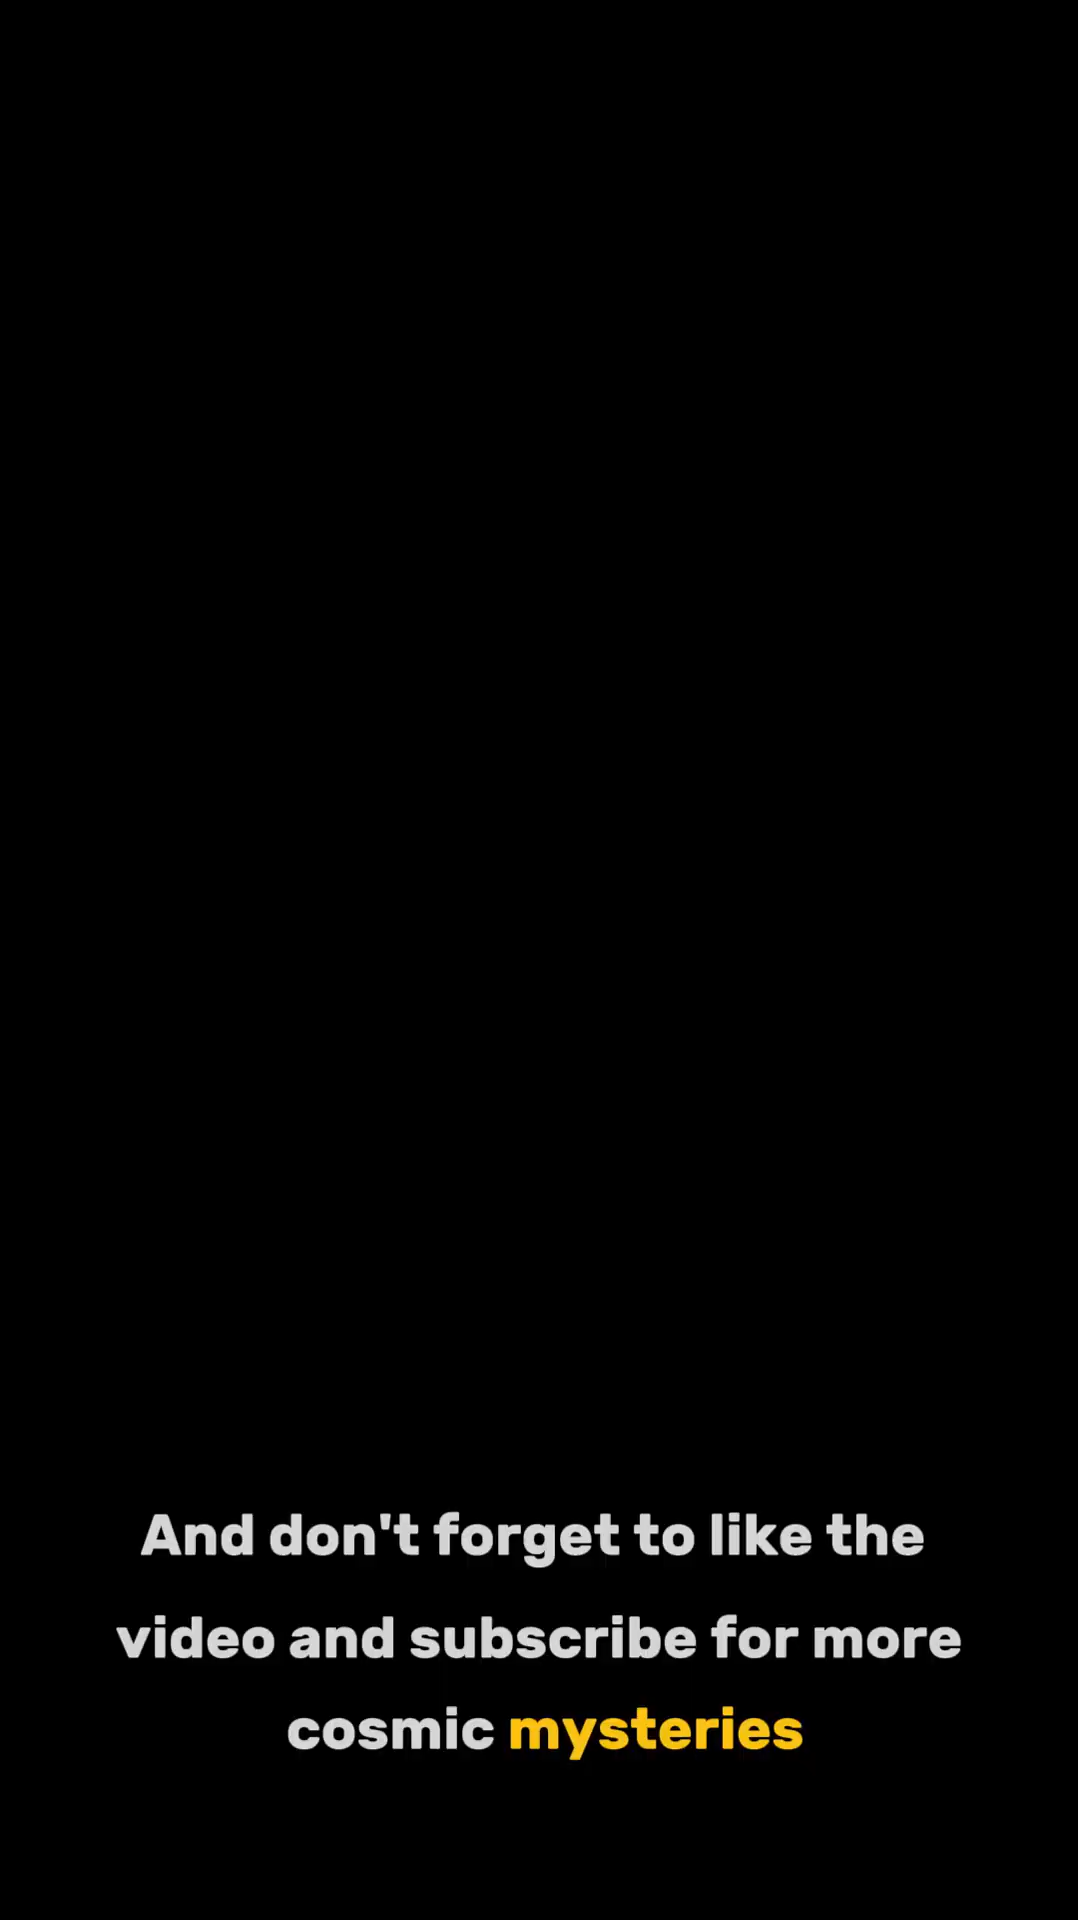 And don't forget to like the
video and subscribe for more
cosmic mysteries